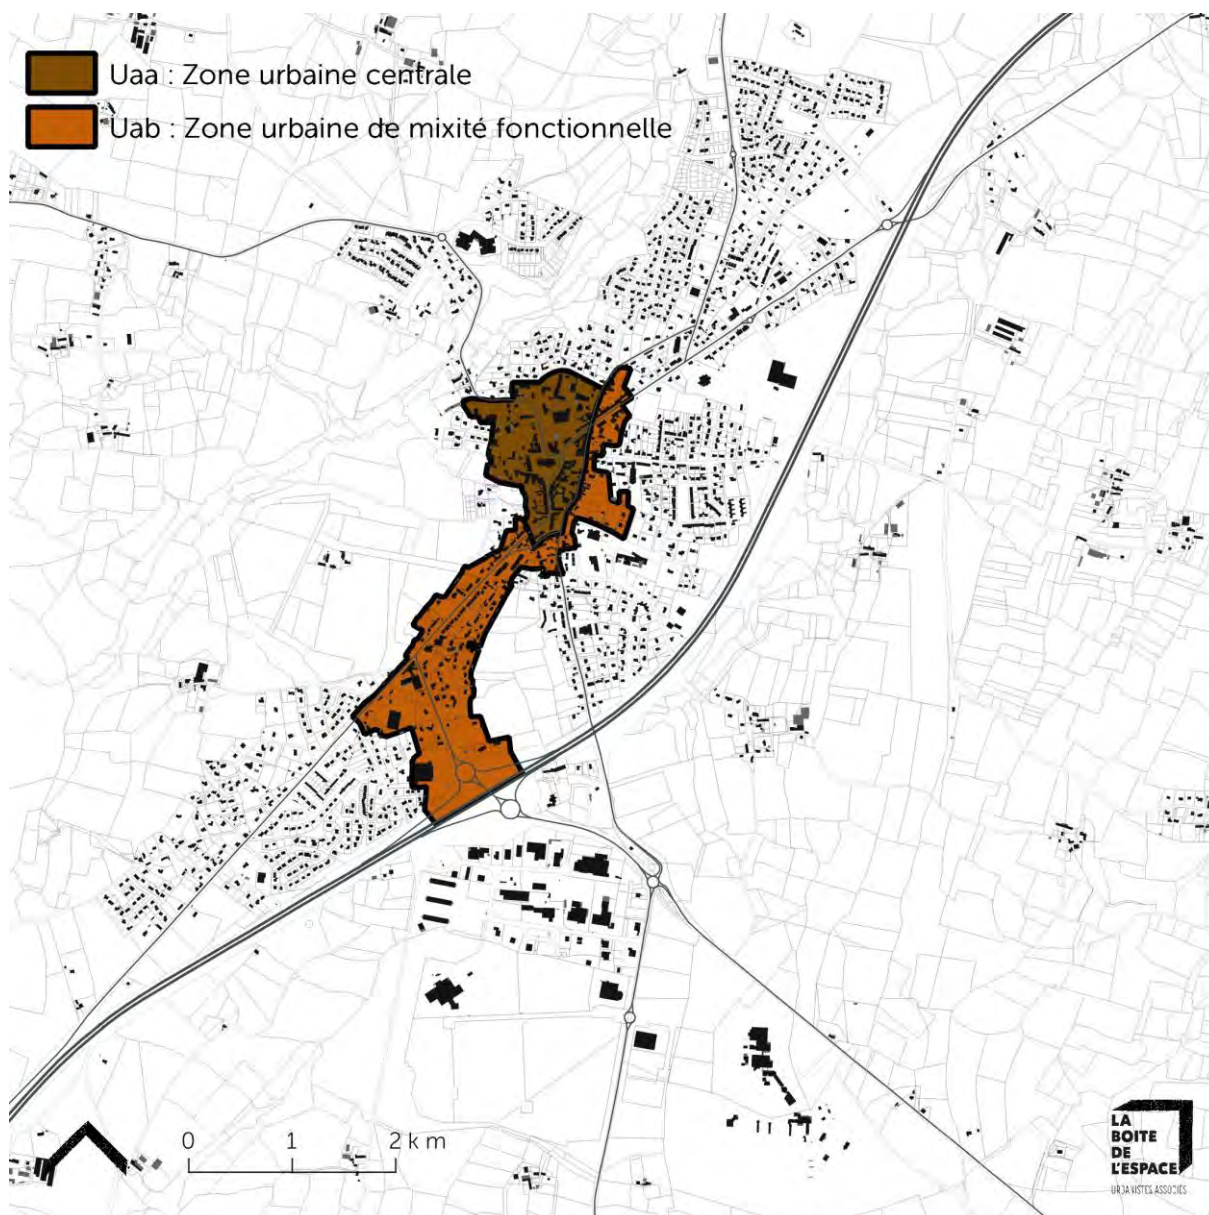 Uaa : Zone urbaine centrale
Uab : Zone urbaine de mixité fonctionnelle
0 1 2 km
LA
BOITE
DE
L'ESPACE
URBANISTES ASSOCIÉS